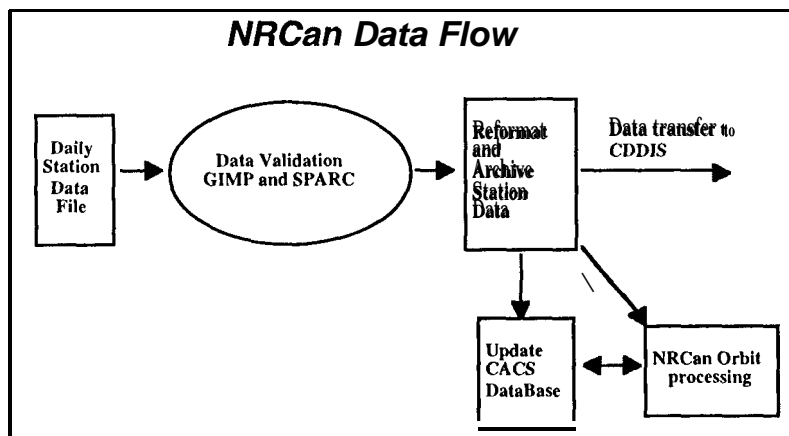 NRCan Data Flow
Daily
Station
Data
File
Data Validation
GIMP and SPARC
Reformat
and
Archive
Station
Data
Data transfer to
CDDIS
Update
CACS
DataBase
NRCan Orbit
processing